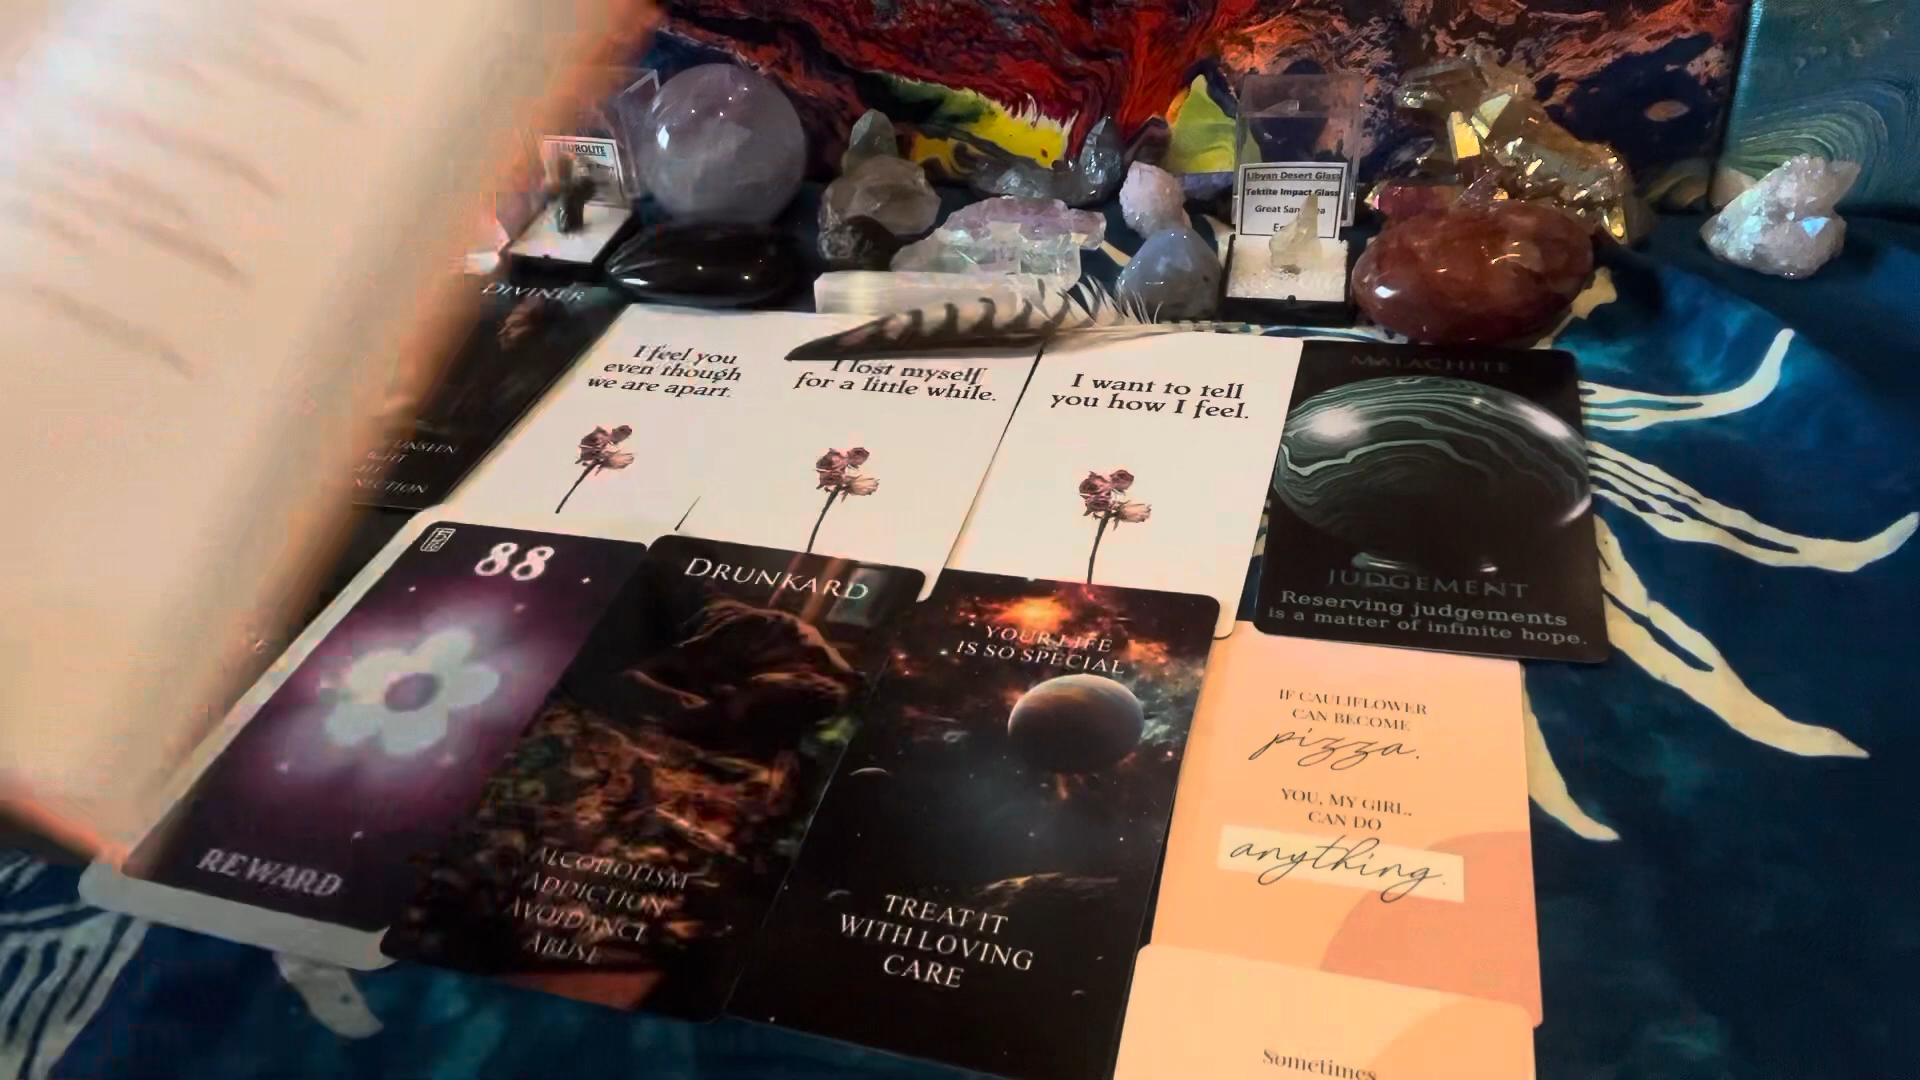 Libyan Desert Glass
Tektite Impact Glass
DIVINER
UNSEEN
I feel you
even though
we are apart.
I lost myself
for a little while.
I want to tell
you how I feel.
MALACHITE
JUDGEMENT
Reserving judgements
is a matter of infinite hope.
88
REWARD
DRUNKARD
ALCOHOLISM
ADDICTION
AVOIDANCE
ABUSE
YOUR LIFE
IS SO SPECIAL
TREAT IT
WITH LOVING
CARE
IF CAULIFLOWER
CAN BECOME
pizza.
YOU, MY GIRL,
CAN DO
anything.
Sometimes